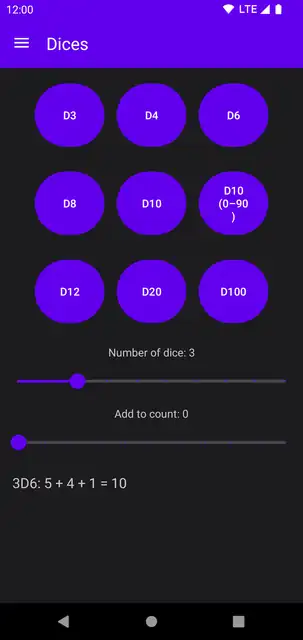 12:00 LTE
Dices
D3 D4 D6
D8 D10 D10
(0–90
)
D12 D20 D100
Number of dice: 3
Add to count: 0
3D6: 5 + 4 + 1 = 10